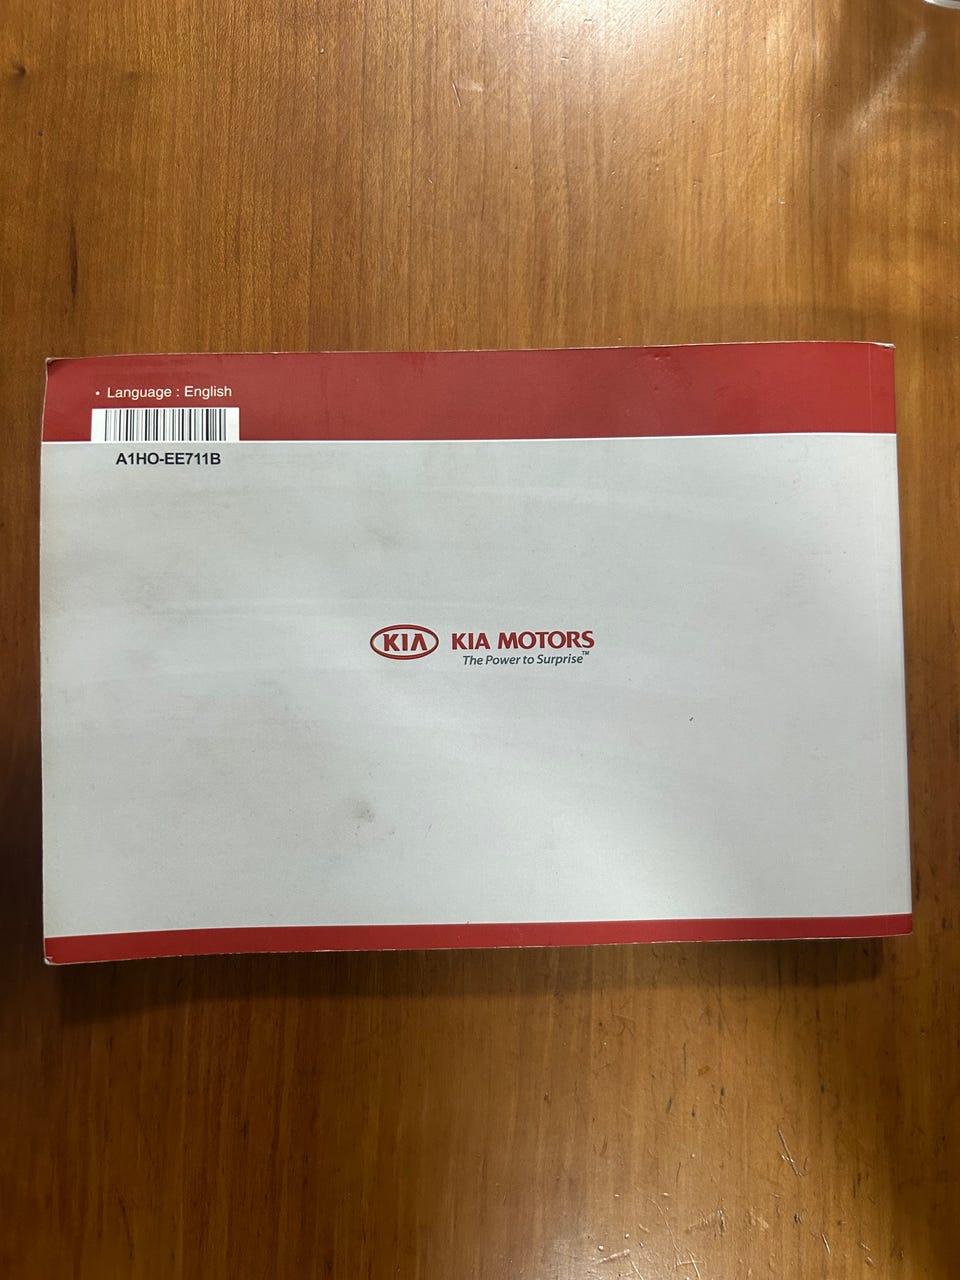 • Language : English
A1HO-EE711B
KIA KIA MOTORS
The Power to Surprise™